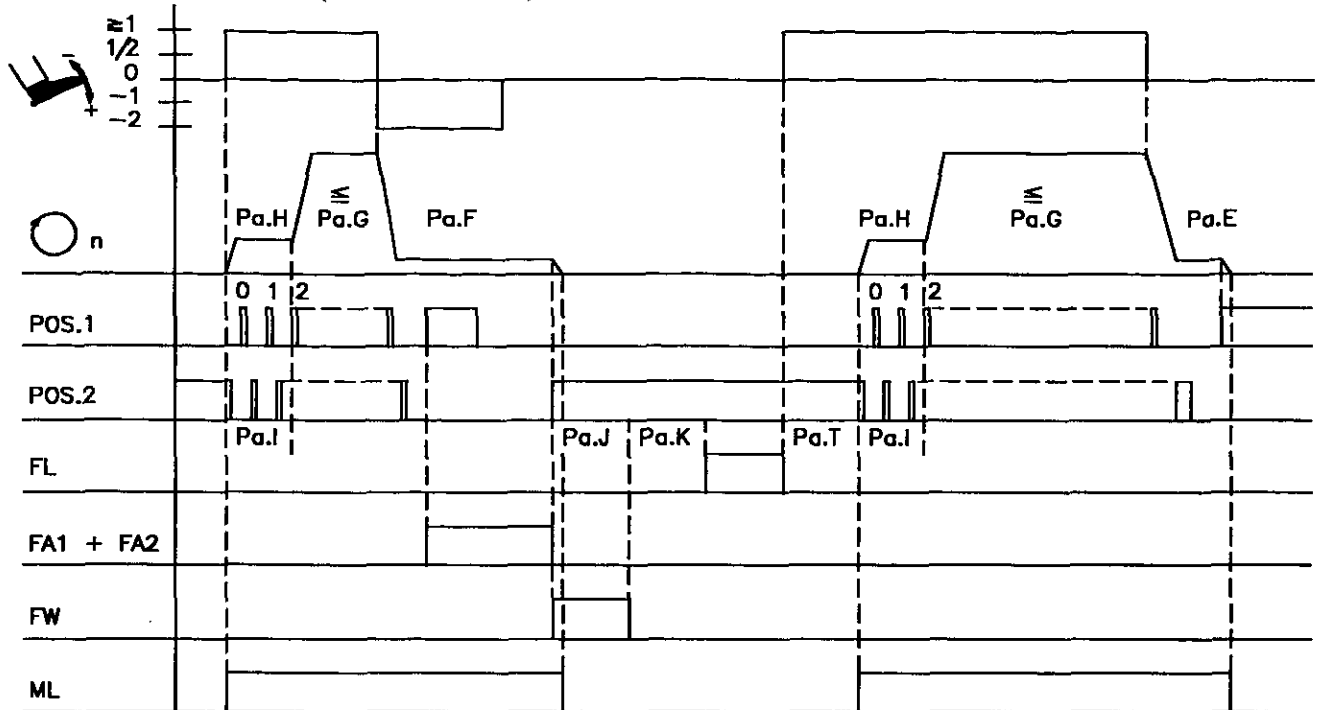 ≥1
1/2
0
−1
−2
−
+
n
Pa.H
≤
Pa.G
Pa.F
Pa.H
≤
Pa.G
Pa.E
POS.1
0 1 2
0 1 2
POS.2
Pa.I
Pa.J
Pa.K
Pa.T
Pa.I
FL
FA1 + FA2
FW
ML